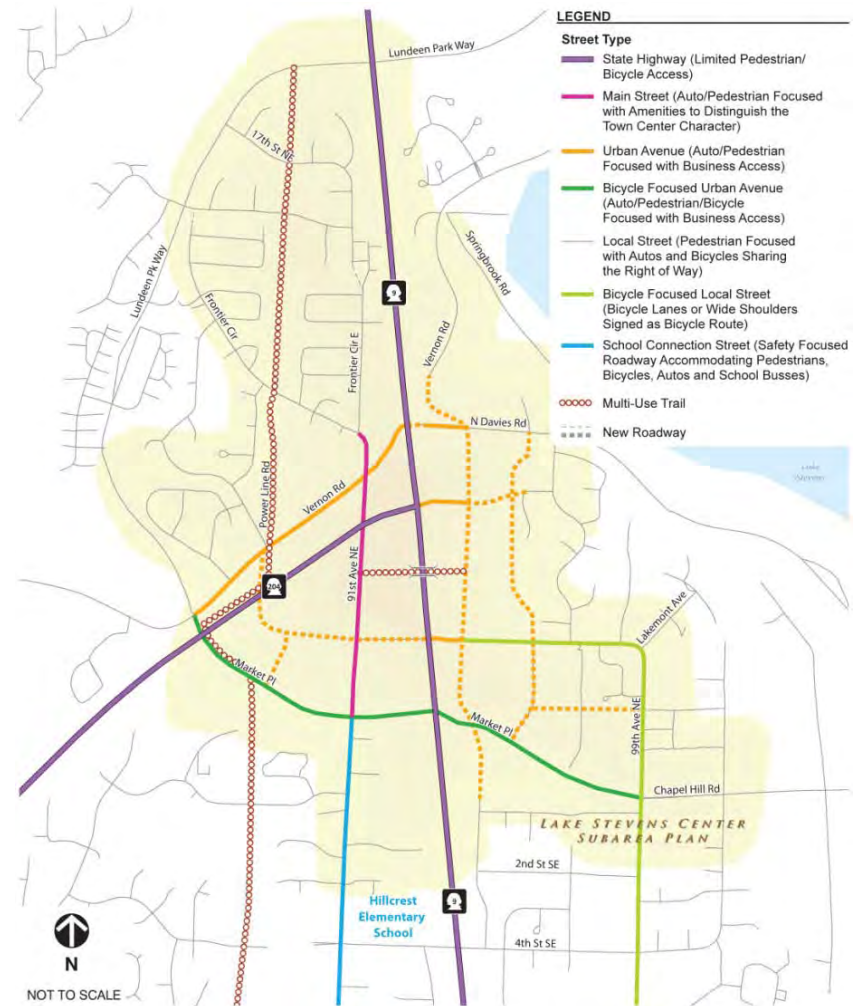 LEGEND
Street Type
State Highway (Limited Pedestrian/
Bicycle Access)
Main Street (Auto/Pedestrian Focused
with Amenities to Distinguish the
Town Center Character)
Urban Avenue (Auto/Pedestrian
Focused with Business Access)
Bicycle Focused Urban Avenue
(Auto/Pedestrian/Bicycle
Focused with Business Access)
Local Street (Pedestrian Focused
with Autos and Bicycles Sharing
the Right of Way)
Bicycle Focused Local Street
(Bicycle Lanes or Wide Shoulders
Signed as Bicycle Route)
School Connection Street (Safety Focused
Roadway Accommodating Pedestrians,
Bicycles, Autos and School Busses)
Multi-Use Trail
New Roadway
Lundeen Park Way
17th St NE
Lundeen Pk Way
Springbrook Rd
9
Frontier Cir
Frontier Cir E
Vernon Rd
N Davies Rd
Power Line Rd
Vernon Rd
Lake
Stevens
91st Ave NE
204
Lakemont Ave
Market Pl
Market Pl
99th Ave NE
Chapel Hill Rd
LAKE STEVENS CENTER
SUBAREA PLAN
2nd St SE
Hillcrest
Elementary
School
9
4th St SE
N
NOT TO SCALE